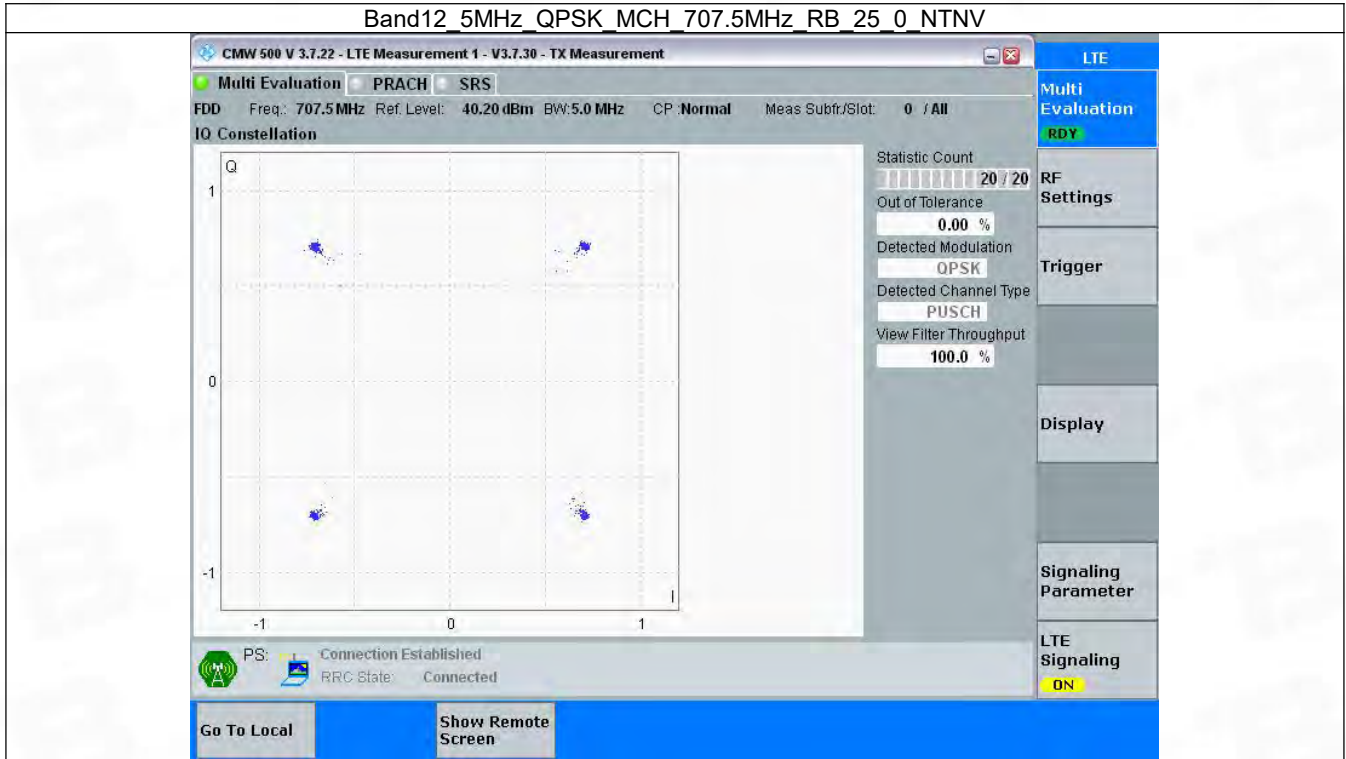 Band12_5MHz_QPSK_MCH_707.5MHz_RB_25_0_NTNV
CMW 500 V 3.7.22 - LTE Measurement 1 - V3.7.30 - TX Measurement
LTE
Multi Evaluation PRACH SRS
Multi
Evaluation
RDY
FDD Freq.: 707.5 MHz Ref. Level: 40.20 dBm BW:5.0 MHz CP :Normal Meas Subfr./Slot: 0 / All
IQ Constellation
Q
1
0
-1
I
-1 0 1
Statistic Count
20 / 20
Out of Tolerance
0.00 %
Detected Modulation
QPSK
Detected Channel Type
PUSCH
View Filter Throughput
100.0 %
RF
Settings
Trigger
Display
Signaling
Parameter
LTE
Signaling
ON
PS: Connection Established
RRC State: Connected
Go To Local
Show Remote
Screen